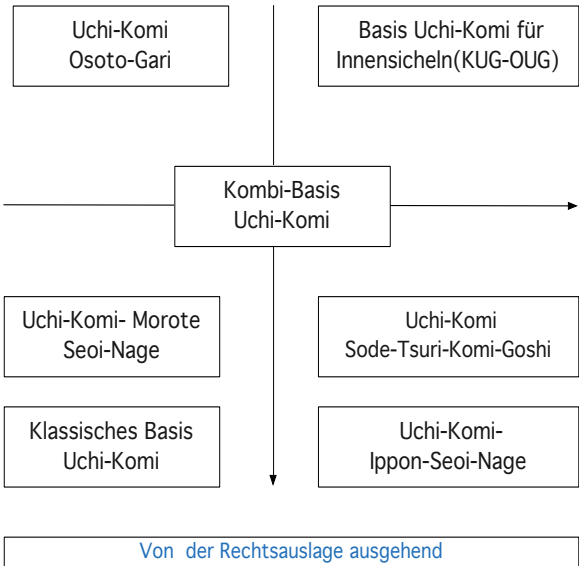 Uchi-Komi
Osoto-Gari
Basis Uchi-Komi für
Innensicheln(KUG-OUG)
Kombi-Basis
Uchi-Komi
Uchi-Komi- Morote
Seoi-Nage
Uchi-Komi
Sode-Tsuri-Komi-Goshi
Klassisches Basis
Uchi-Komi
Uchi-Komi-
Ippon-Seoi-Nage
Von der Rechtsauslage ausgehend